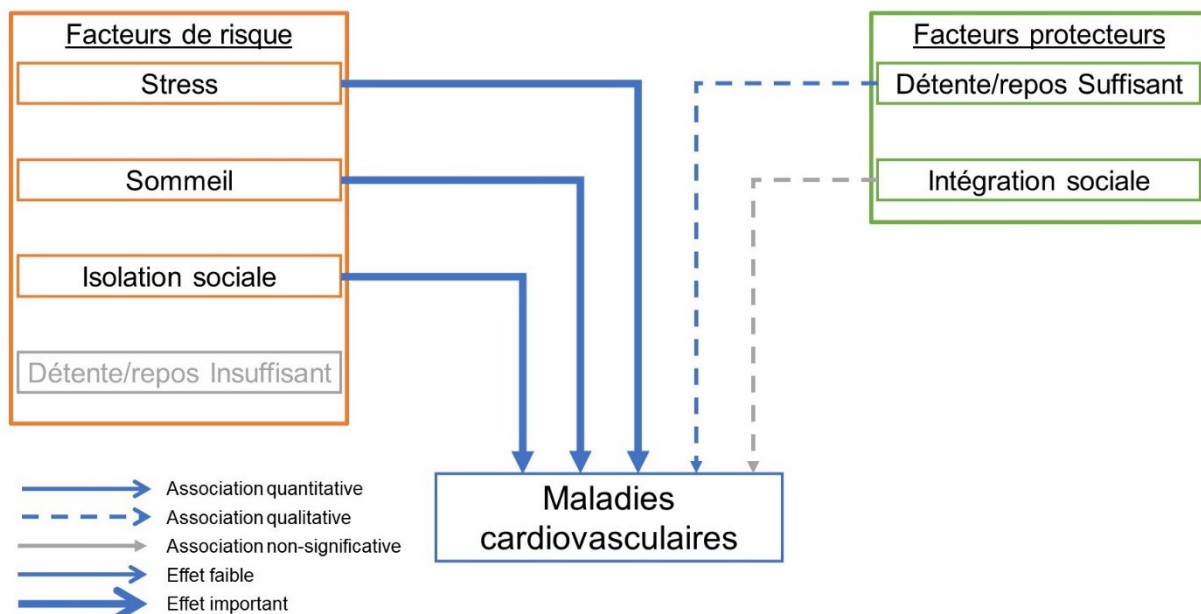 Facteurs de risque
Stress
Sommeil
Isolation sociale
Détente/repos Insuffisant
Facteurs protecteurs
Détente/repos Suffisant
Intégration sociale
Maladies
cardiovasculaires
Association quantitative
Association qualitative
Association non-significative
Effet faible
Effet important